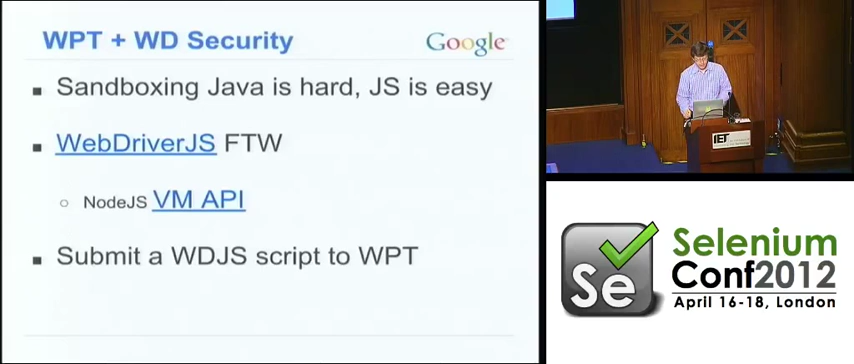 WPT + WD Security
Google
Sandboxing Java is hard, JS is easy
WebDriverJS FTW
NodeJS VM API
Submit a WDJS script to WPT
IET
Se
Selenium
Conf2012
April 16-18, London